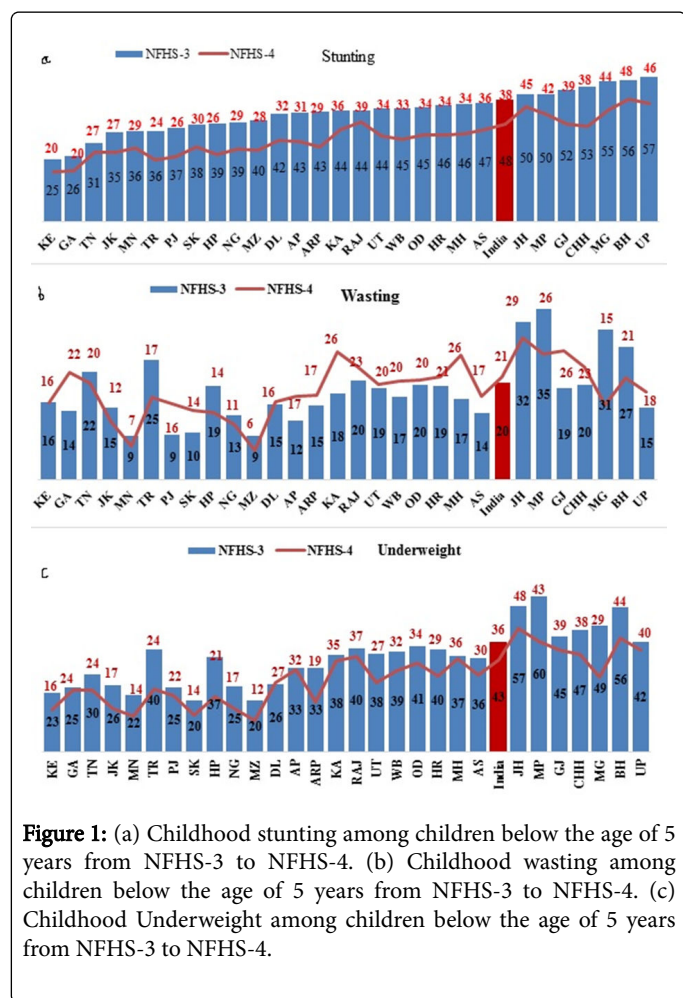 a NFHS-3 NFHS-4 Stunting
20 20 27 27 29 24 26 30 26 29 28 32 31 29 36 39 34 33 34 34 34 36 38 45 42 39 38 44 48 46
25 26 31 35 36 36 37 38 39 39 40 42 43 43 44 44 44 45 45 46 46 47 48 50 50 52 53 55 56 57
KE GA TN JK MN TR PJ SK HP NG MZ DL AP ARP KA RAJ UT WB OD HR MH AS India JH MP GJ CHH MG BH UP
b NFHS-3 NFHS-4 Wasting
16 22 20 12 7 17 16 14 14 11 6 16 17 17 26 23 20 20 20 21 26 17 21 29 26 26 23 15 21 18
16 14 22 15 9 25 9 10 19 13 9 15 12 15 18 20 19 17 20 19 17 14 20 32 35 19 20 31 27 15
KE GA TN JK MN TR PJ SK HP NG MZ DL AP ARP KA RAJ UT WB OD HR MH AS India JH MP GJ CHH MG BH UP
c NFHS-3 NFHS-4 Underweight
16 24 24 17 14 24 22 14 21 17 12 27 32 19 35 37 27 32 34 29 36 30 36 48 43 39 38 29 44 40
23 25 30 26 22 40 25 20 37 25 20 26 33 33 38 40 38 39 41 40 37 36 43 57 60 45 47 49 56 42
KE GA TN JK MN TR PJ SK HP NG MZ DL AP ARP KA RAJ UT WB OD HR MH AS India JH MP GJ CHH MG BH UP
Figure 1: (a) Childhood stunting among children below the age of 5
years from NFHS-3 to NFHS-4. (b) Childhood wasting among
children below the age of 5 years from NFHS-3 to NFHS-4. (c)
Childhood Underweight among children below the age of 5 years
from NFHS-3 to NFHS-4.